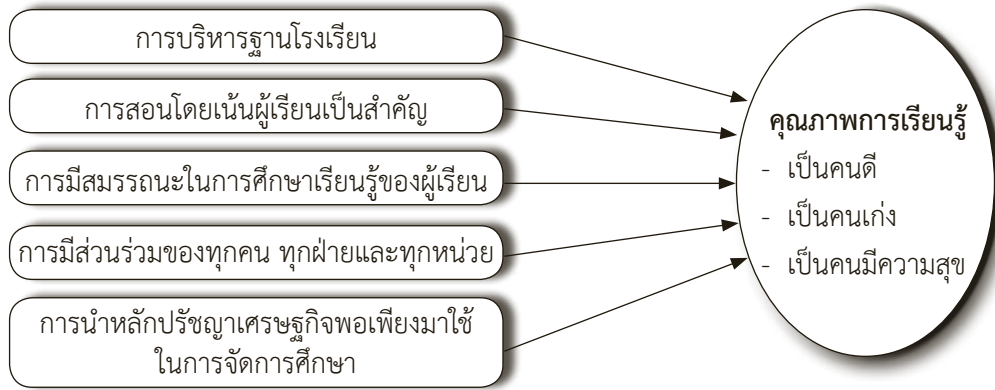 การบริหารฐานโรงเรียน
การสอนโดยเน้นผู้เรียนเป็นสำคัญ
การมีสมรรถนะในการศึกษาเรียนรู้ของผู้เรียน
การมีส่วนร่วมของทุกคน ทุกฝ่ายและทุกหน่วย
การนำหลักปรัชญาเศรษฐกิจพอเพียงมาใช้
ในการจัดการศึกษา
คุณภาพการเรียนรู้
- เป็นคนดี
- เป็นคนเก่ง
- เป็นคนมีความสุข